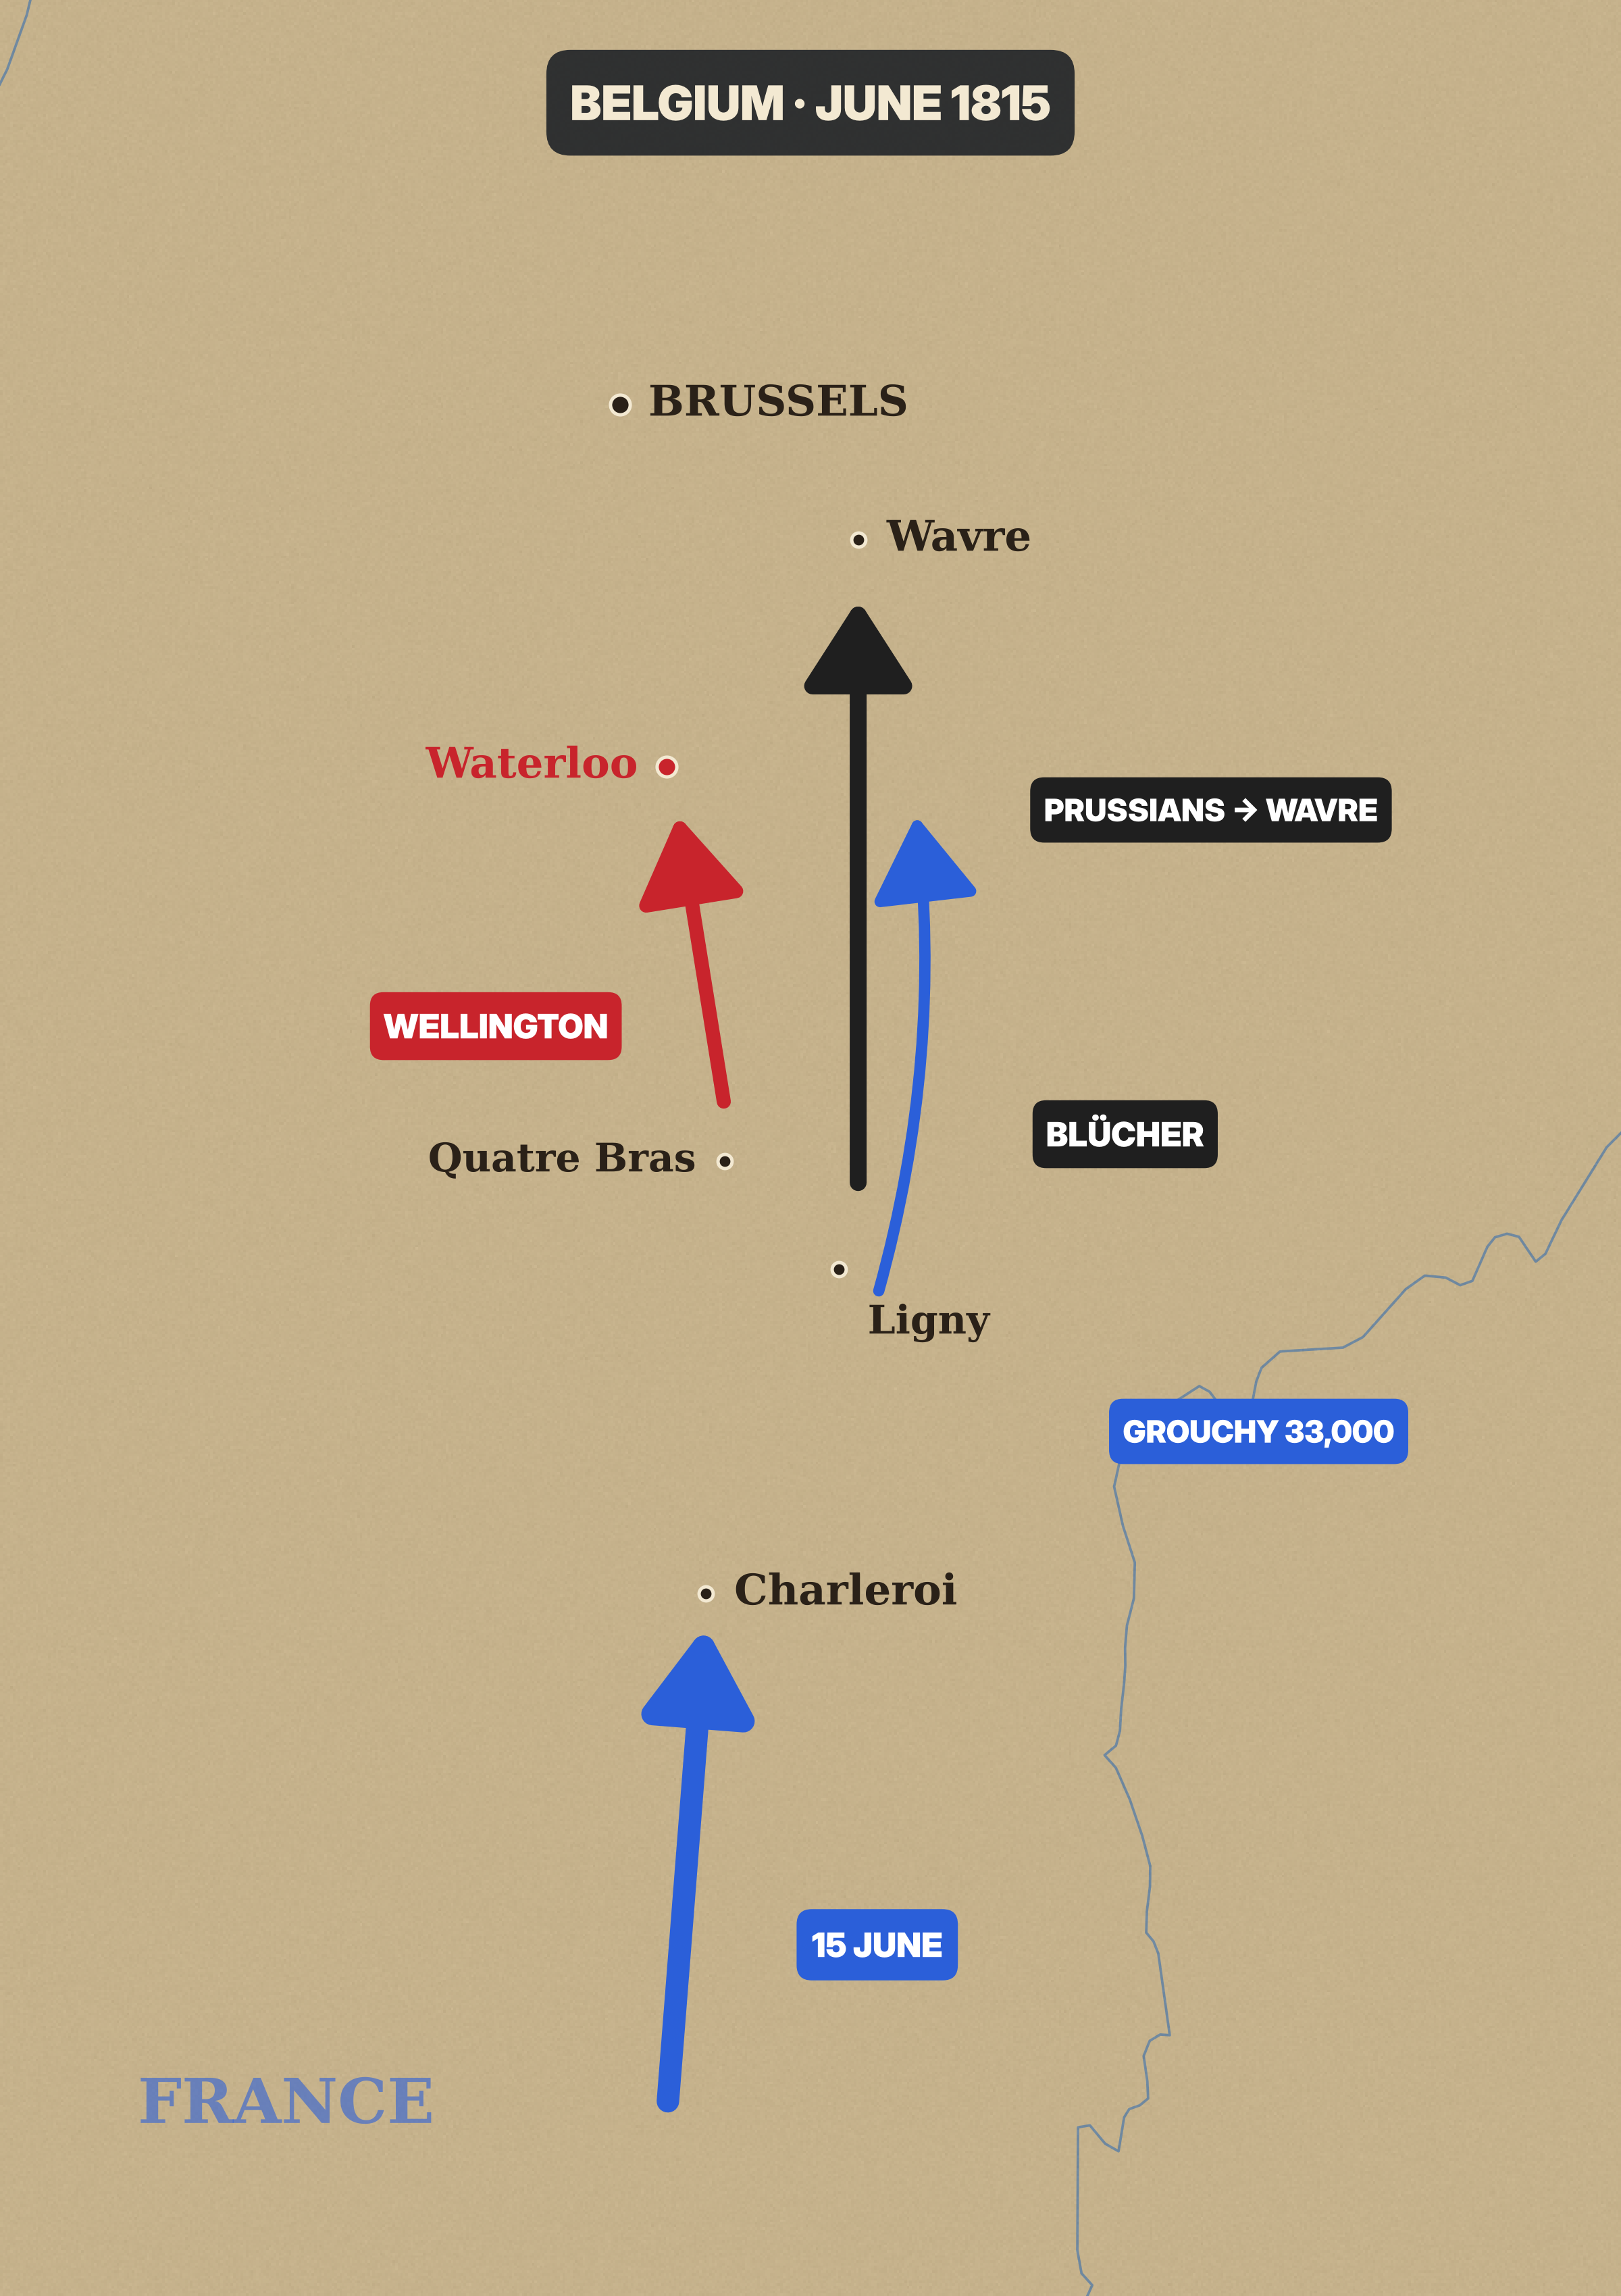 BELGIUM · JUNE 1815
BRUSSELS
Wavre
Waterloo
PRUSSIANS → WAVRE
WELLINGTON
BLÜCHER
Quatre Bras
Ligny
GROUCHY 33,000
Charleroi
15 JUNE
FRANCE